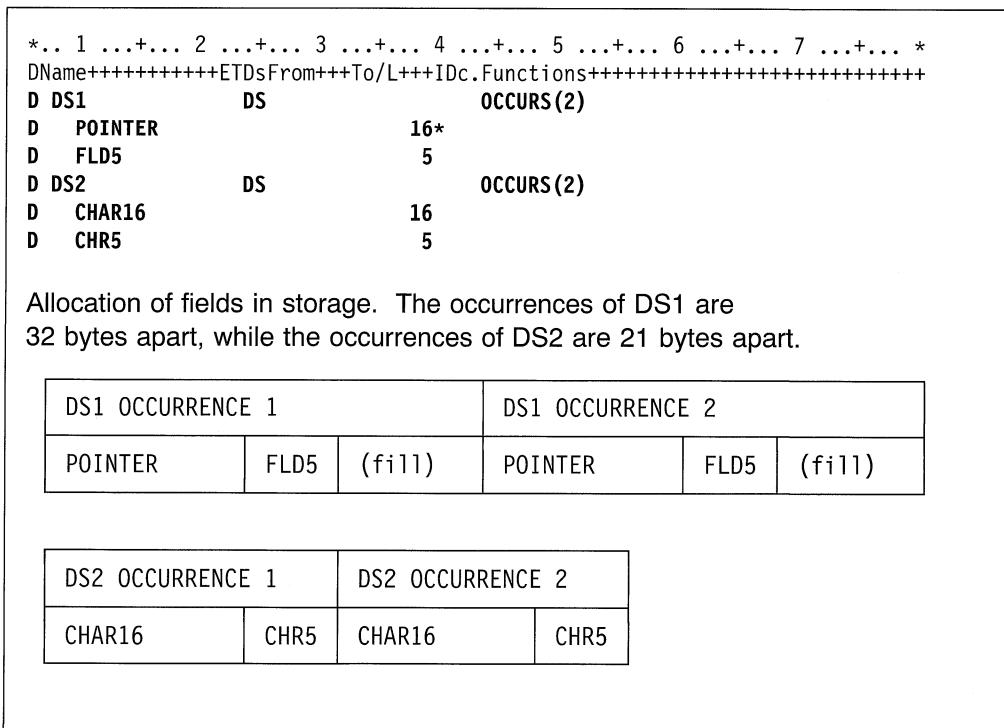 *.. 1 ...+... 2 ...+... 3 ...+... 4 ...+... 5 ...+... 6 ...+... 7 ...+... *
DName+++++++++++ETDsFrom+++To/L+++IDc.Functions++++++++++++++++++++++++++++
D DS1             DS                  OCCURS(2)
D   POINTER                     16*
D   FLD5                         5
D DS2             DS                  OCCURS(2)
D   CHAR16                      16
D   CHR5                         5
Allocation of fields in storage. The occurrences of DS1 are
32 bytes apart, while the occurrences of DS2 are 21 bytes apart.
DS1 OCCURRENCE 1 DS1 OCCURRENCE 2
POINTER FLD5 (fill) POINTER FLD5 (fill)
DS2 OCCURRENCE 1 DS2 OCCURRENCE 2
CHAR16 CHR5 CHAR16 CHR5